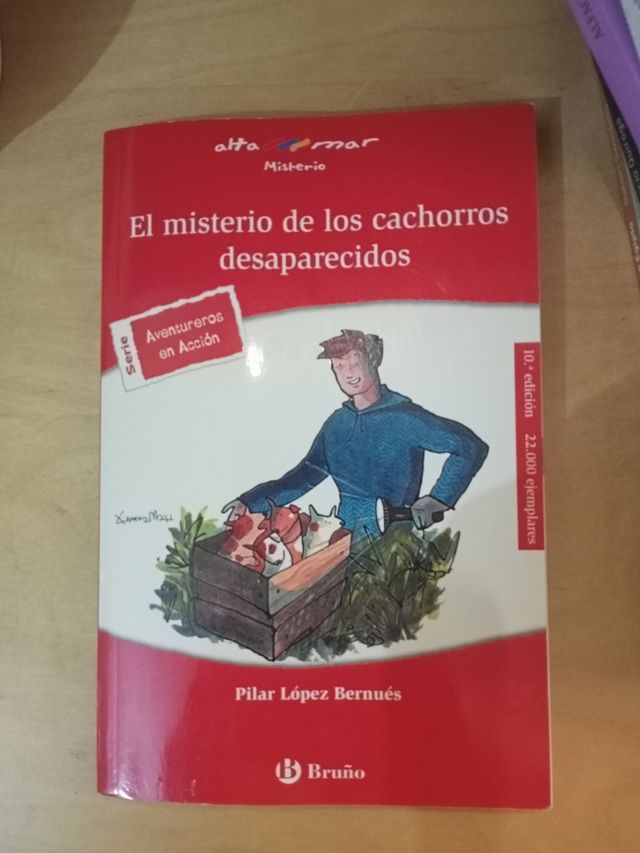 alta mar
Misterio
El misterio de los cachorros
desaparecidos
Serie
Aventureros
en Acción
10.ª edición 22.000 ejemplares
Pilar López Bernués
B Bruño